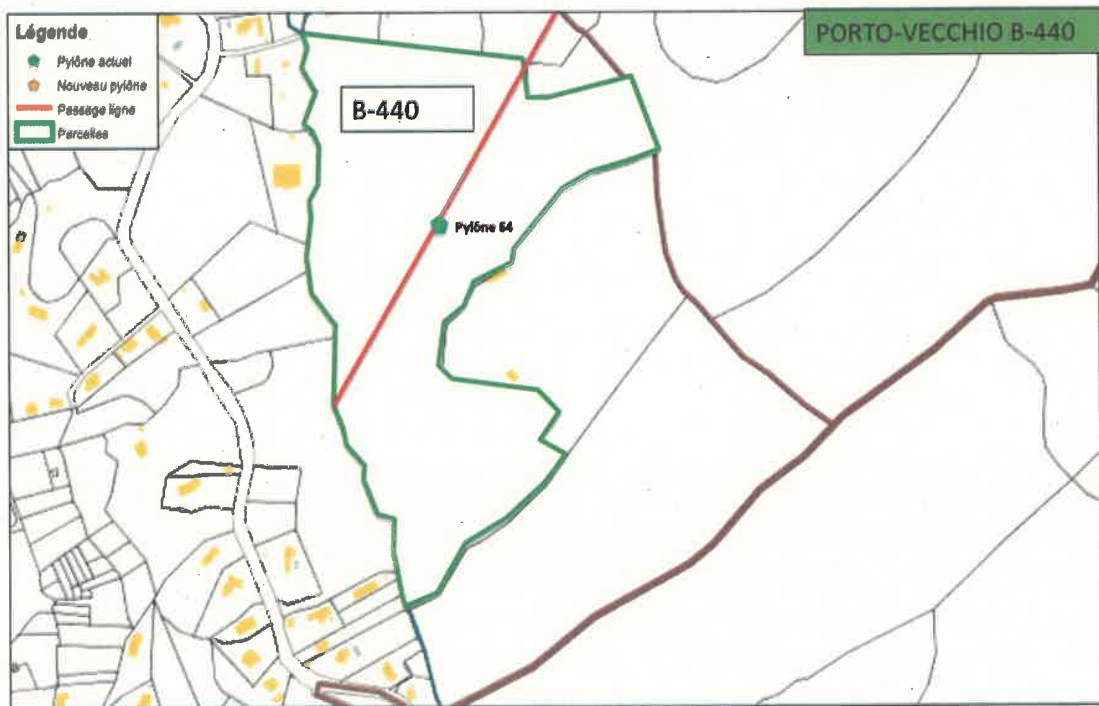 Légende
Pylône actuel
Nouveau pylône
Passage ligne
Parcelles
PORTO-VECCHIO B-440
B-440
Pylône 64